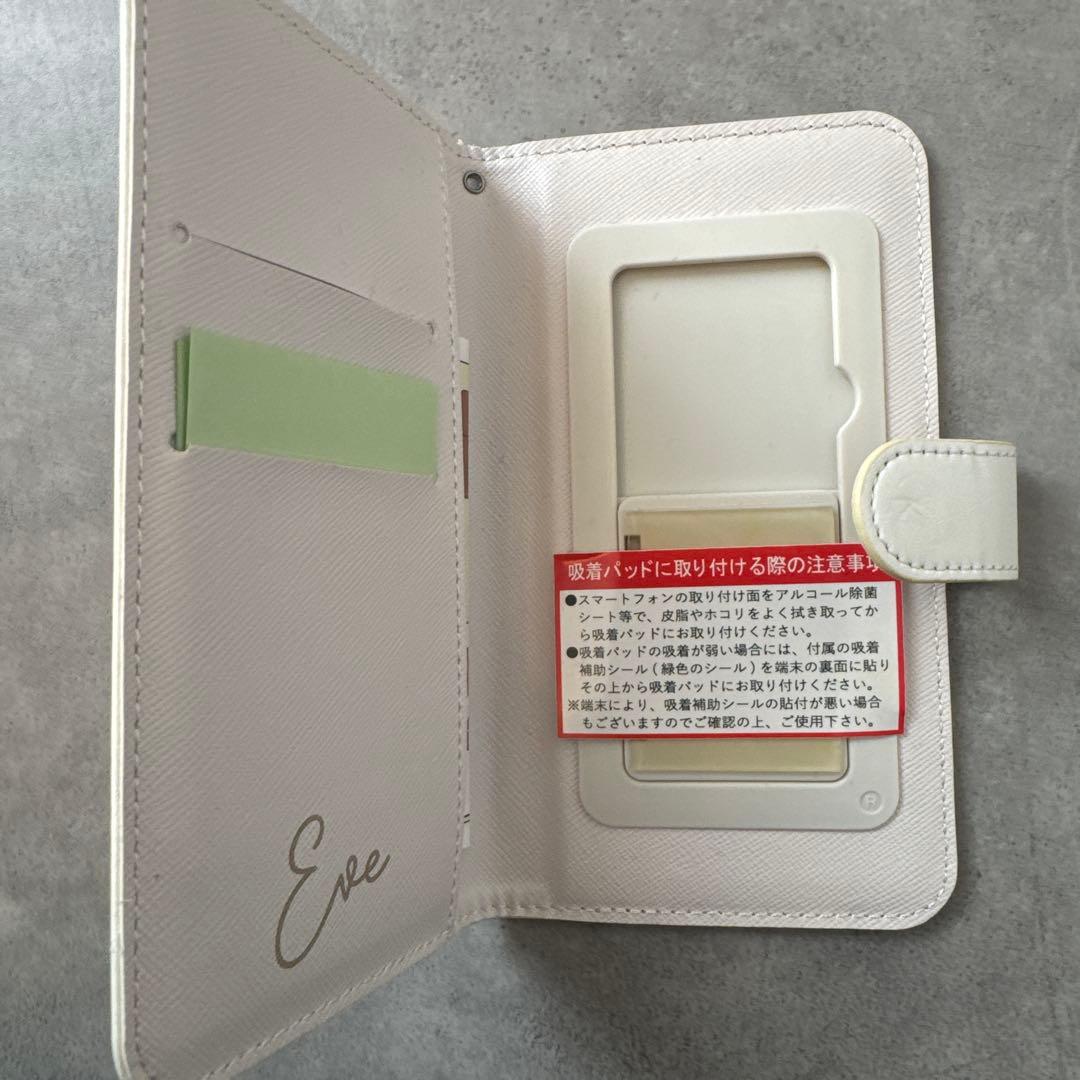 吸着パッドに取り付ける際の注意事項
●スマートフォンの取り付け面をアルコール除菌
シート等で、皮脂やホコリをよく拭き取ってか
ら吸着パッドにお取り付けください。
●吸着パッドの吸着が弱い場合には、付属の吸着
補助シール(緑色のシール)を端末の裏面に貼り
その上から吸着パッドにお取り付けください。
※端末により、吸着補助シールの貼付が悪い場合
もございますのでご確認の上、ご使用下さい。
®
Eve